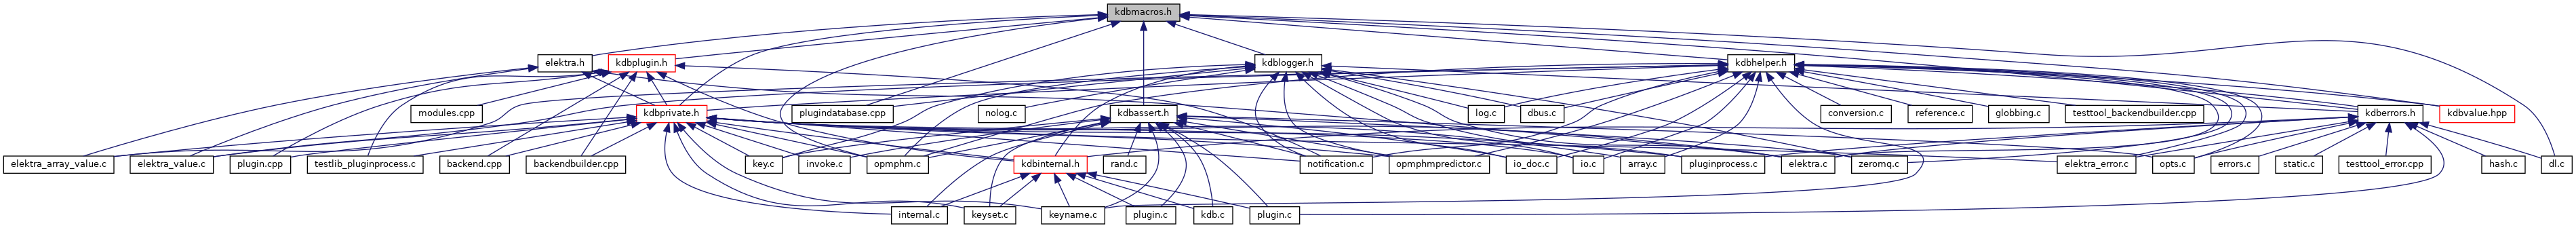 kdbmacros.h
elektra.h
kdbplugin.h
kdblogger.h
kdbhelper.h
modules.cpp
kdbprivate.h
plugindatabase.cpp
nolog.c
kdbassert.h
log.c
dbus.c
conversion.c
reference.c
globbing.c
testtool_backendbuilder.cpp
kdberrors.h
kdbvalue.hpp
elektra_array_value.c
elektra_value.c
plugin.cpp
testlib_pluginprocess.c
backend.cpp
backendbuilder.cpp
key.c
invoke.c
opmphm.c
kdbinternal.h
rand.c
notification.c
opmphmpredictor.c
io_doc.c
io.c
array.c
pluginprocess.c
elektra.c
zeromq.c
elektra_error.c
opts.c
errors.c
static.c
testtool_error.cpp
hash.c
dl.c
internal.c
keyset.c
keyname.c
plugin.c
kdb.c
plugin.c